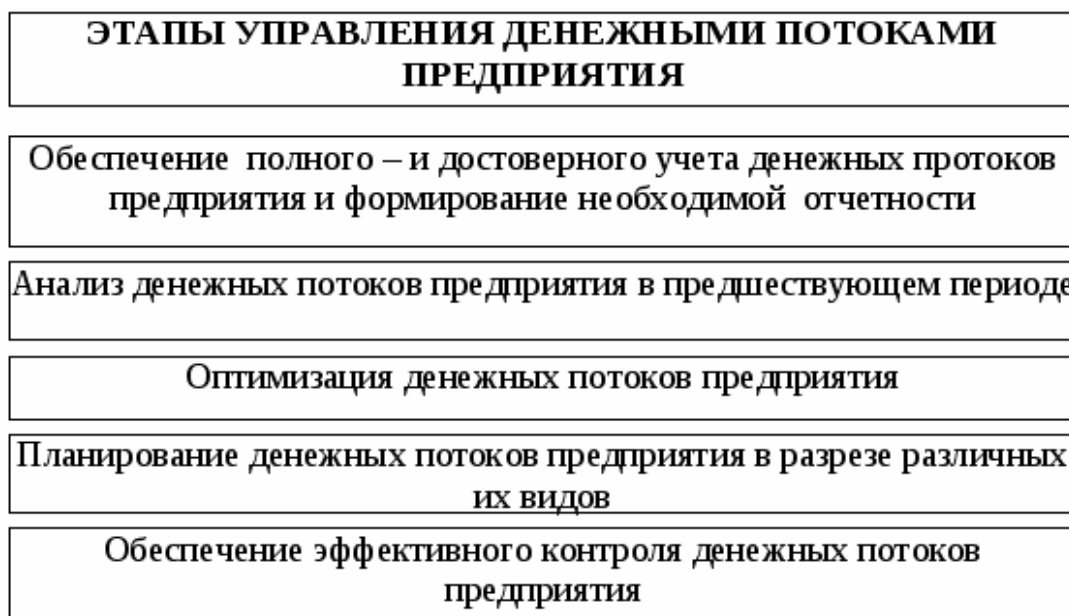 ЭТАПЫ УПРАВЛЕНИЯ ДЕНЕЖНЫМИ ПОТОКАМИ
ПРЕДПРИЯТИЯ
Обеспечение полного – и достоверного учета денежных протоков
предприятия и формирование необходимой отчетности
Анализ денежных потоков предприятия в предшествующем периоде
Оптимизация денежных потоков предприятия
Планирование денежных потоков предприятия в разрезе различных
их видов
Обеспечение эффективного контроля денежных потоков
предприятия